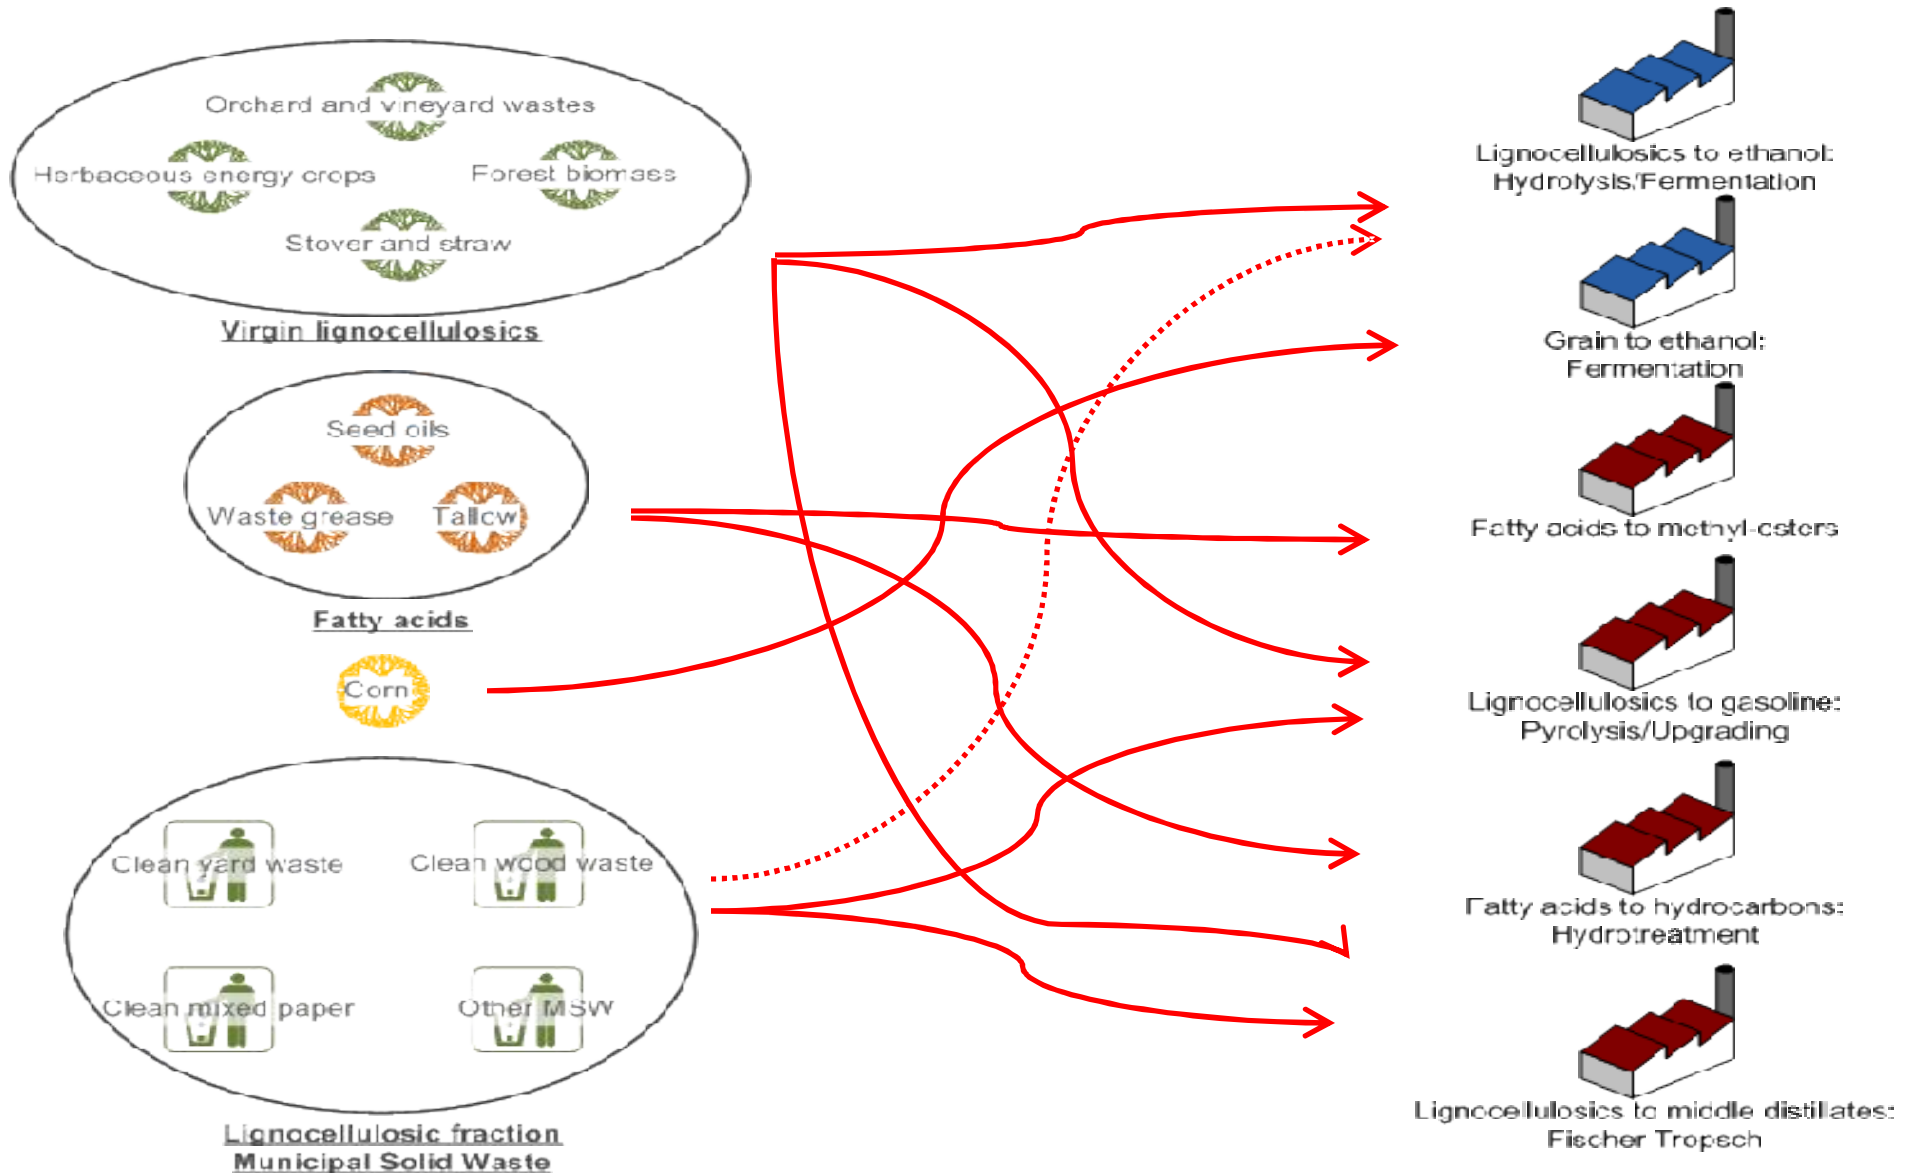 Orchard and vineyard wastes
Herbaceous energy crops
Forest biomass
Stover and straw
Virgin lignocellulosics
Seed oils
Waste grease
Tallow
Fatty acids
Corn
Clean yard waste
Clean wood waste
Clean mixed paper
Other MSW
Lignocellulosic fraction
Municipal Solid Waste
Lignocellulosics to ethanol:
Hydrolysis/Fermentation
Grain to ethanol:
Fermentation
Fatty acids to methyl-esters
Lignocellulosics to gasoline:
Pyrolysis/Upgrading
Fatty acids to hydrocarbons:
Hydrotreatment
Lignocellulosics to middle distillates:
Fischer Tropsch